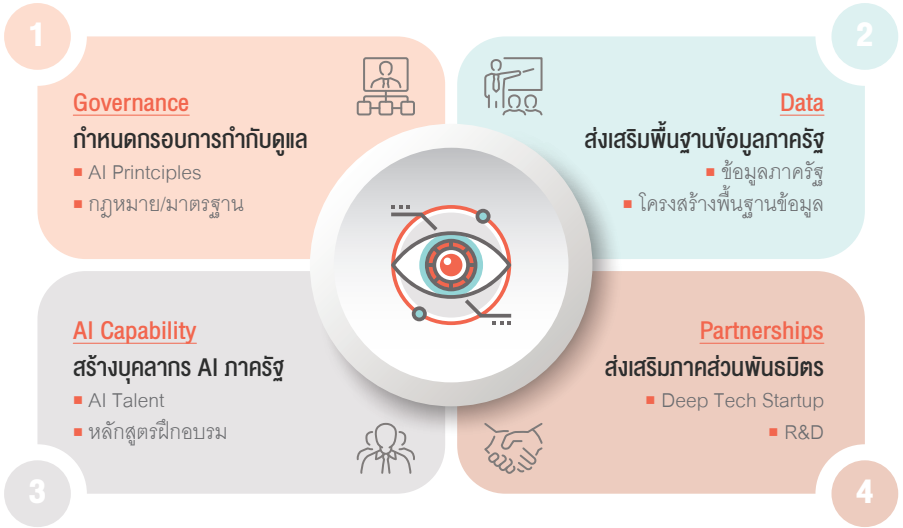 1
Governance
กำหนดกรอบการกำกับดูแล
AI Printciples
กฎหมาย/มาตรฐาน
2
Data
ส่งเสริมพื้นฐานข้อมูลภาครัฐ
ข้อมูลภาครัฐ
โครงสร้างพื้นฐานข้อมูล
AI Capability
สร้างบุคลากร AI ภาครัฐ
AI Talent
หลักสูตรฝึกอบรม
3
Partnerships
ส่งเสริมภาคส่วนพันธมิตร
Deep Tech Startup
R&D
4